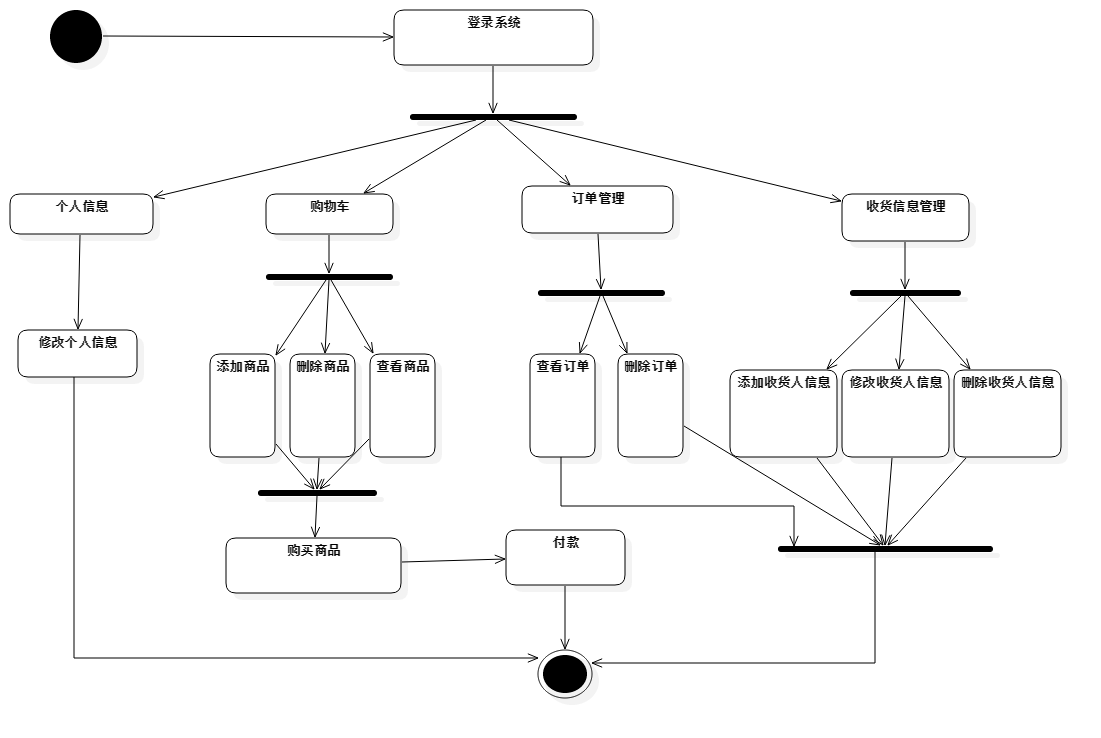 登录系统
个人信息
购物车
订单管理
收货信息管理
修改个人信息
添加商品
删除商品
查看商品
查看订单
删除订单
添加收货人信息
修改收货人信息
删除收货人信息
购买商品
付款